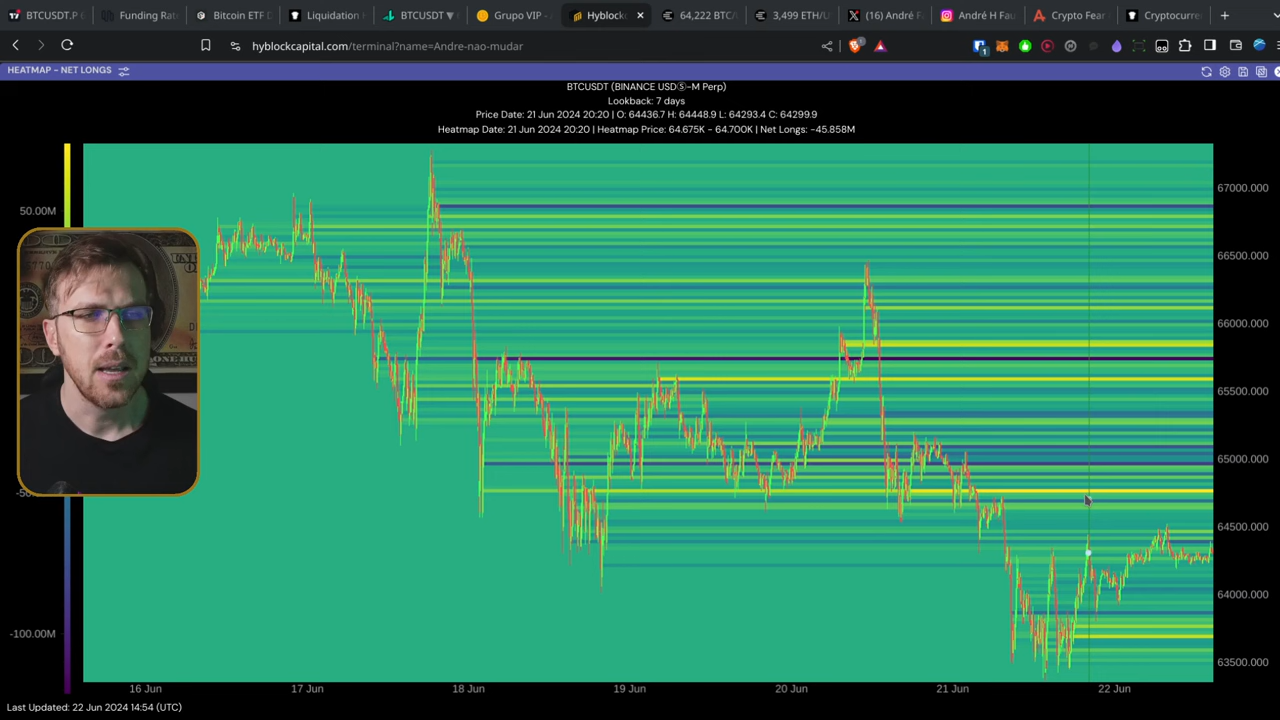 BTCUSDT.P
Funding Rat
Bitcoin ETF D
Liquidation
BTCUSDT ▼
Grupo VIP -
Hyblock
64,222 BTC/
3,499 ETH/U
(16) André F
André H Fau
Crypto Fear
Cryptocurre
hyblockcapital.com/terminal?name=Andre-nao-mudar
HEATMAP - NET LONGS
BTCUSDT (BINANCE USDⓈ-M Perp)
Lookback: 7 days
Price Date: 21 Jun 2024 20:20 | O: 64436.7 H: 64448.9 L: 64293.4 C: 64299.9
Heatmap Date: 21 Jun 2024 20:20 | Heatmap Price: 64.675K - 64.700K | Net Longs: -45.858M
50.00M
-100.00M
67000.000
66500.000
66000.000
65500.000
65000.000
64500.000
64000.000
63500.000
16 Jun
17 Jun
18 Jun
19 Jun
20 Jun
21 Jun
22 Jun
Last Updated: 22 Jun 2024 14:54 (UTC)